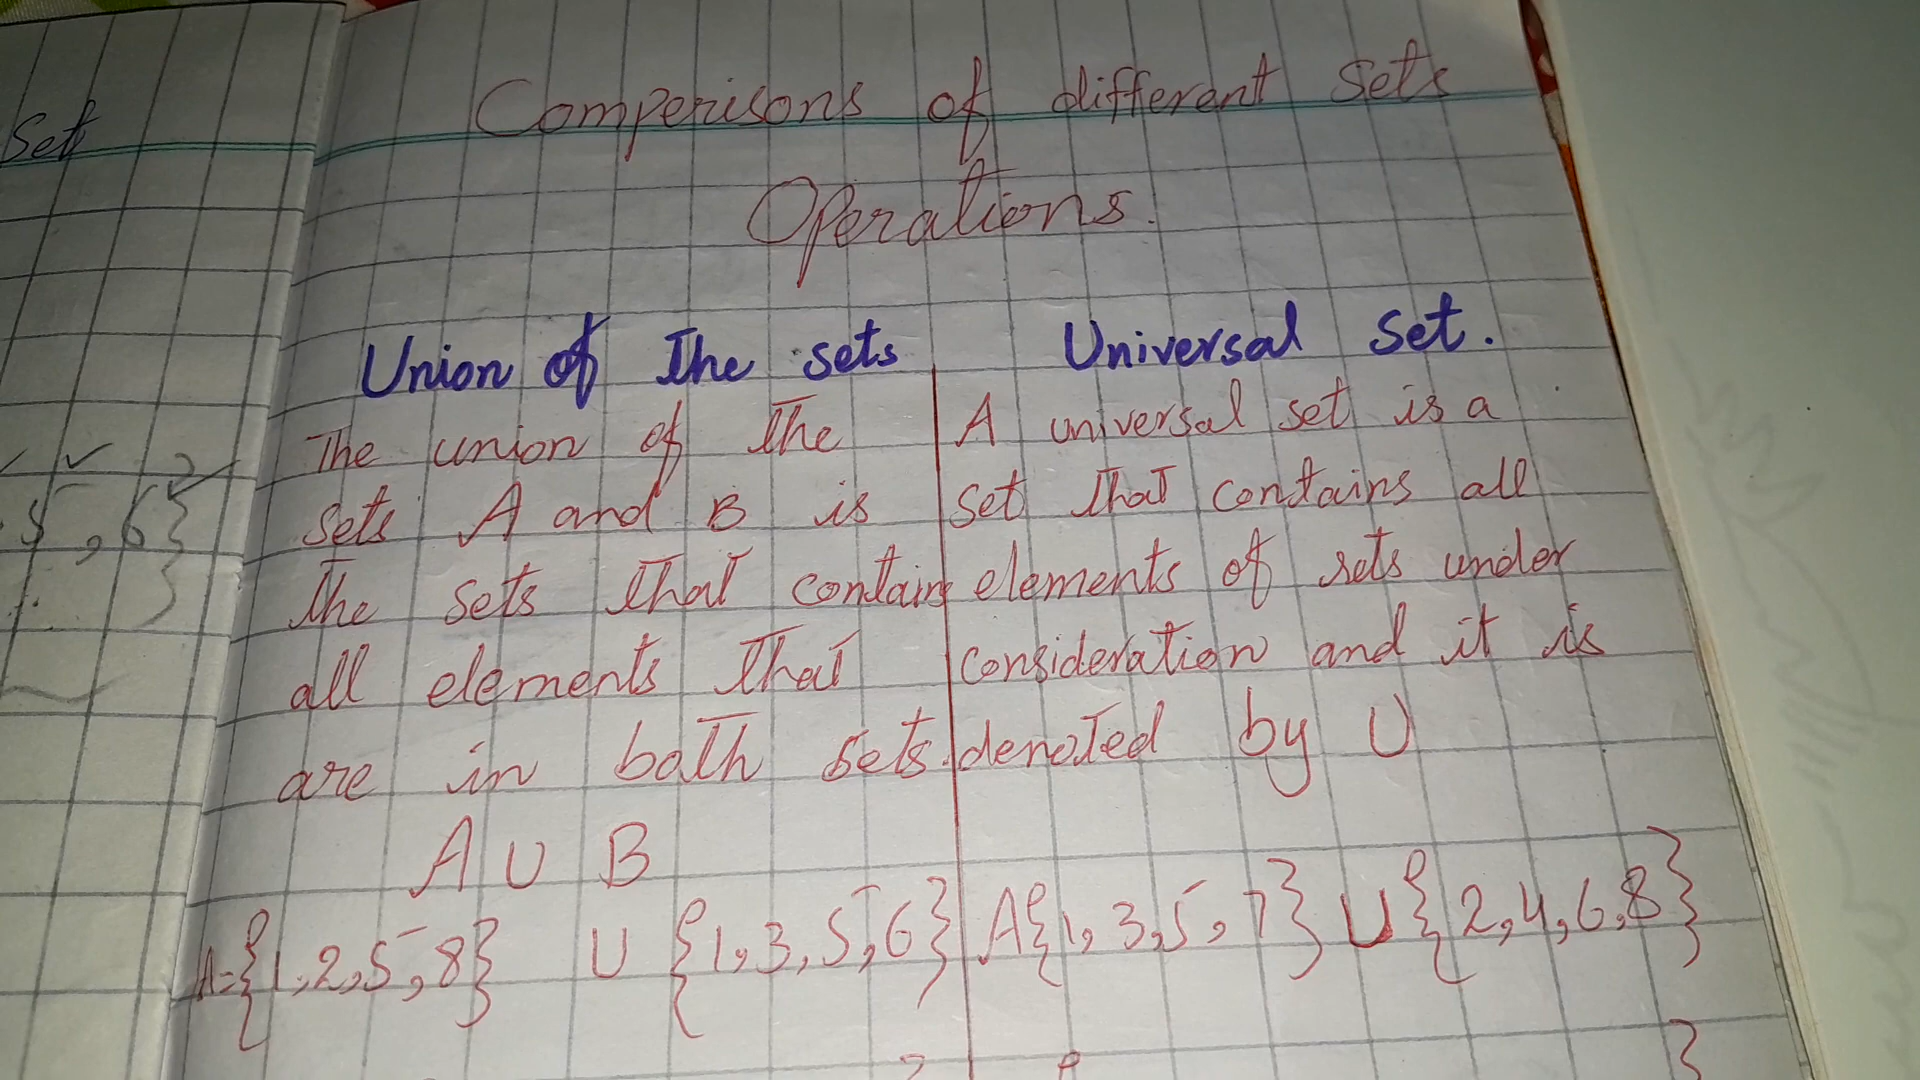 Set
5,6}
}
Comperisons of different Sets
Operations.
Union of The sets
The union of The
sets A and B is
The sets that contain
all elements That
are in both sets.
A U B
A={1,2,5,8} U {1,3,5,6}
Universal Set.
A universal set is a
set that contains all
elements of sets under
consideration and it is
denoted by U
A{1,3,5,7} U {2,4,6,8}